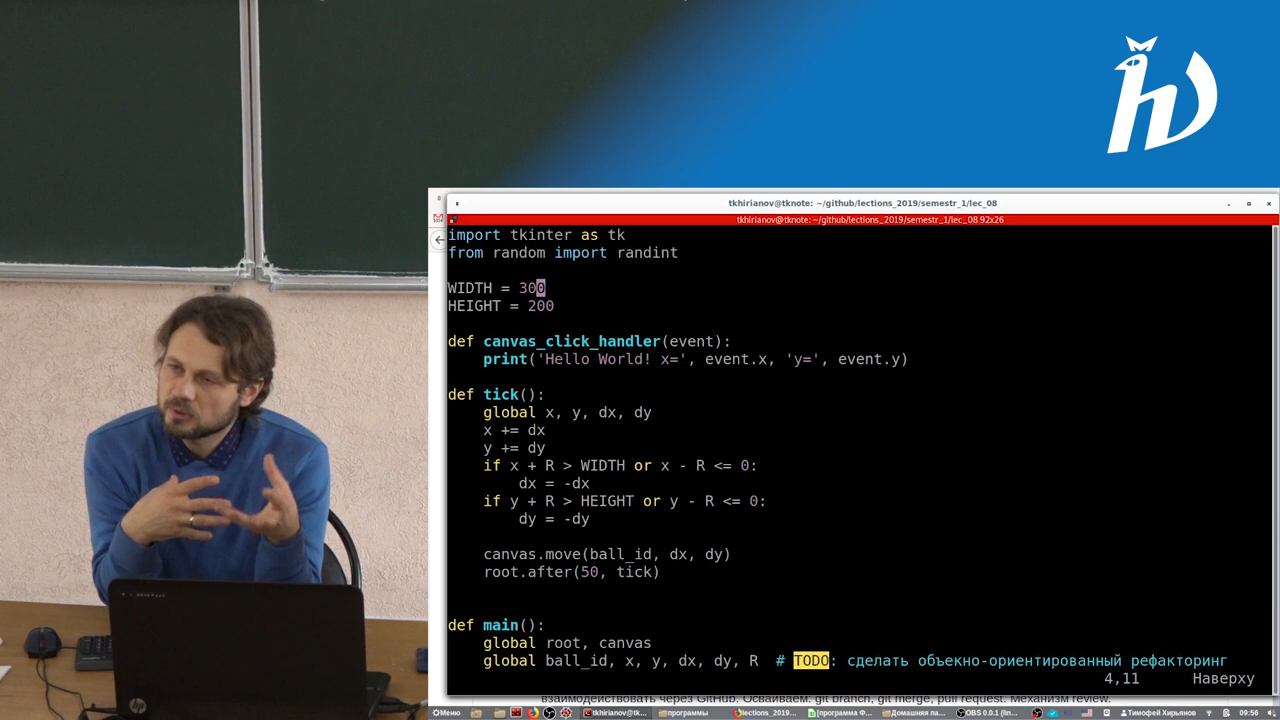 tkhirianov@tknote: ~/github/lections_2019/semestr_1/lec_08
tkhirianov@tknote: ~/github/lections_2019/semestr_1/lec_08 92x26
import tkinter as tk
from random import randint
WIDTH = 300
HEIGHT = 200
def canvas_click_handler(event):
print('Hello World! x=', event.x, 'y=', event.y)
def tick():
global x, y, dx, dy
x += dx
y += dy
if x + R > WIDTH or x - R <= 0:
dx = -dx
if y + R > HEIGHT or y - R <= 0:
dy = -dy
canvas.move(ball_id, dx, dy)
root.after(50, tick)
def main():
global root, canvas
global ball_id, x, y, dx, dy, R # TODO: сделать объекно-ориентированный рефакторинг
4,11 Наверху
взаимодействовать через GitHub. Осваиваем: git branch, git merge, pull request. Механизм review.
Меню tkhirianov@tk... программы lections_2019... [программа Ф... Домашняя па... OBS 0.0.1 (lin... Тимофей Хирьянов 09:56
hp